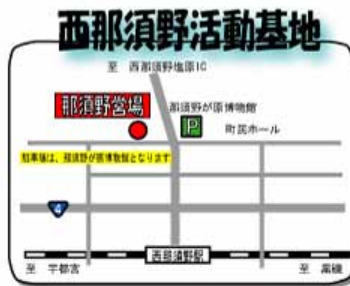 西那須野活動基地
至 西那須野塩原IC
那須野が原博物館
那須野営場
P
町民ホール
駐車場は、那須野が原博物館となります
4
西那須野駅
至 宇都宮
至 黒磯